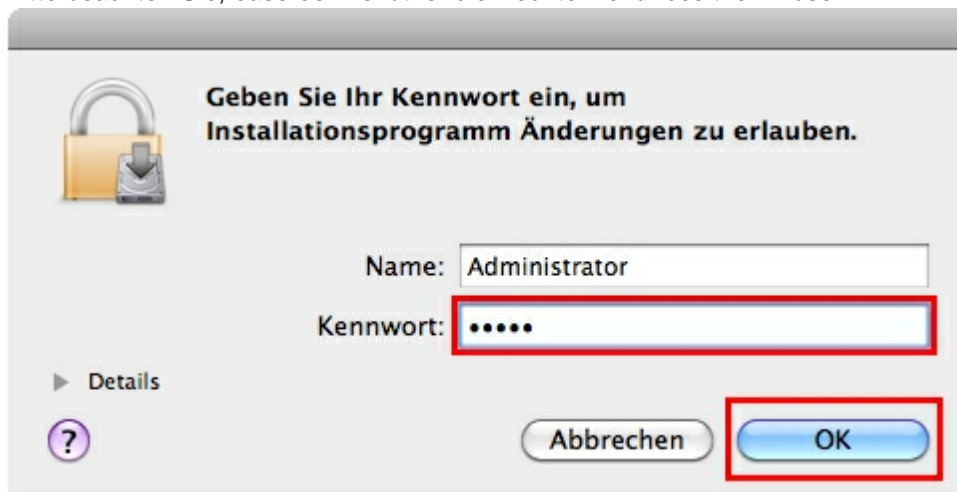 Geben Sie Ihr Kennwort ein, um
Installationsprogramm Änderungen zu erlauben.
Name: Administrator
Kennwort: •••••
Details
?
Abbrechen
OK